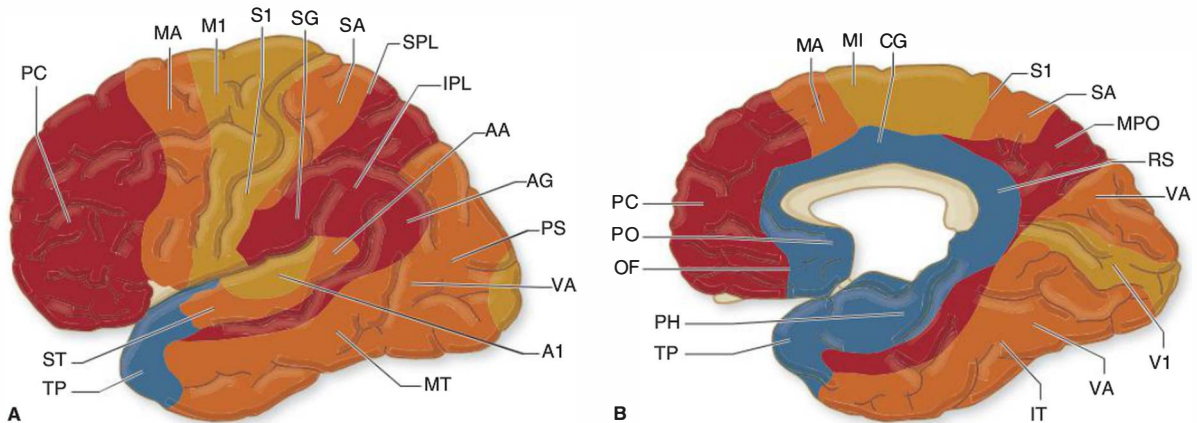 PC
MA
M1
S1
SG
SA
SPL
IPL
AA
AG
PS
VA
A1
MT
ST
TP
A
MA
MI
CG
S1
SA
MPO
RS
VA
PC
PO
OF
PH
TP
V1
VA
IT
B